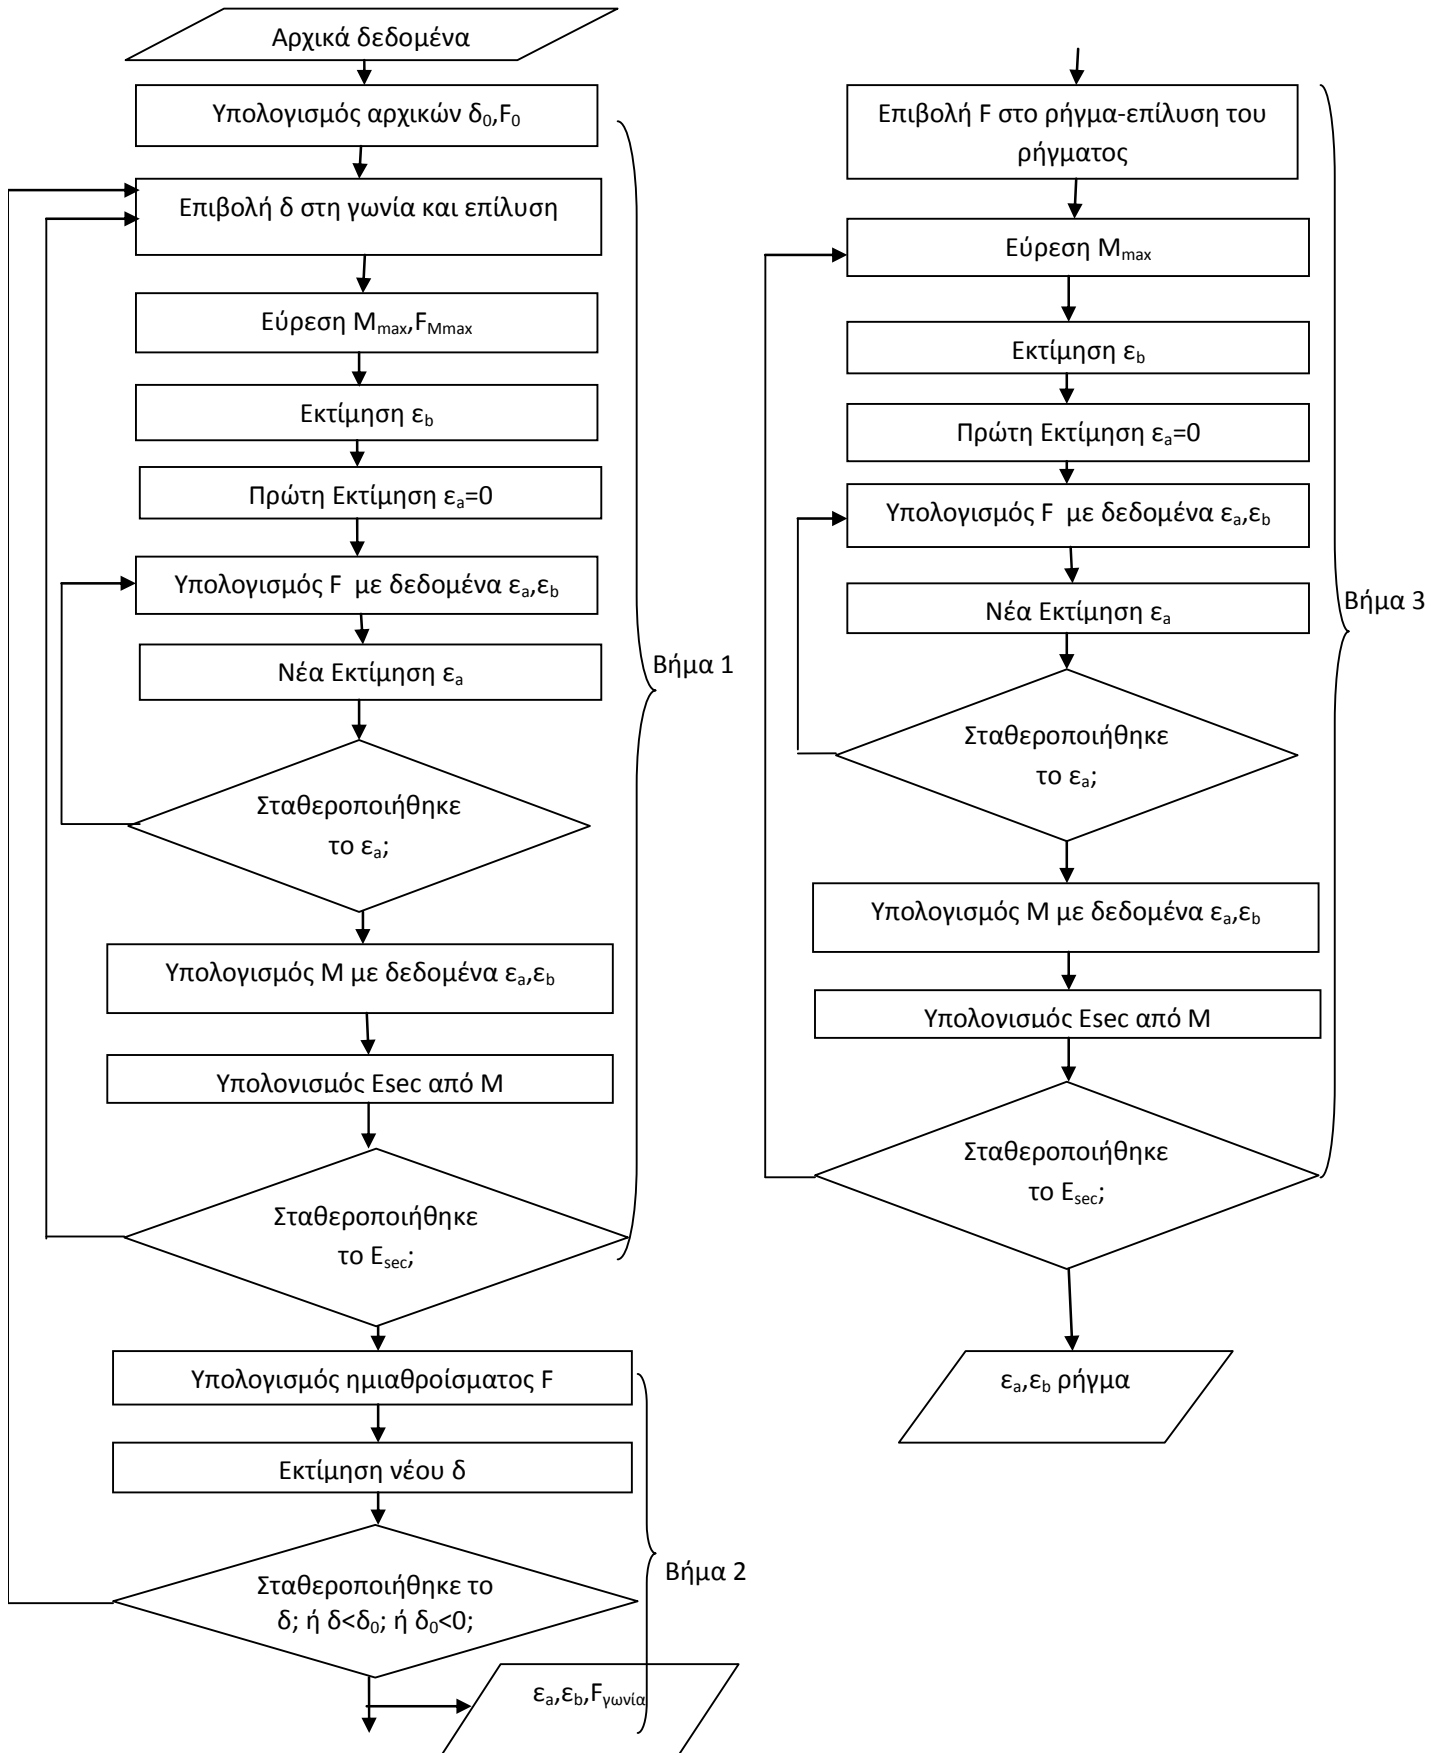 Αρχικά δεδομένα
Υπολογισμός αρχικών δ₀,F₀
Επιβολή δ στη γωνία και επίλυση
Εύρεση Mmax,FMmax
Εκτίμηση εb
Πρώτη Εκτίμηση εa=0
Υπολογισμός F με δεδομένα εa,εb
Νέα Εκτίμηση εa
Σταθεροποιήθηκε
το εa;
Υπολογισμός M με δεδομένα εa,εb
Υπολογισμός Esec από M
Σταθεροποιήθηκε
το Esec;
Βήμα 1
Υπολογισμός ημιαθροίσματος F
Εκτίμηση νέου δ
Σταθεροποιήθηκε το
δ; ή δ<δ₀; ή δ₀<0;
Βήμα 2
εa,εb,Fγωνία
Επιβολή F στο ρήγμα-επίλυση του
ρήγματος
Εύρεση Mmax
Εκτίμηση εb
Πρώτη Εκτίμηση εa=0
Υπολογισμός F με δεδομένα εa,εb
Νέα Εκτίμηση εa
Σταθεροποιήθηκε
το εa;
Υπολογισμός M με δεδομένα εa,εb
Υπολογισμός Esec από M
Σταθεροποιήθηκε
το Esec;
Βήμα 3
εa,εb ρήγμα